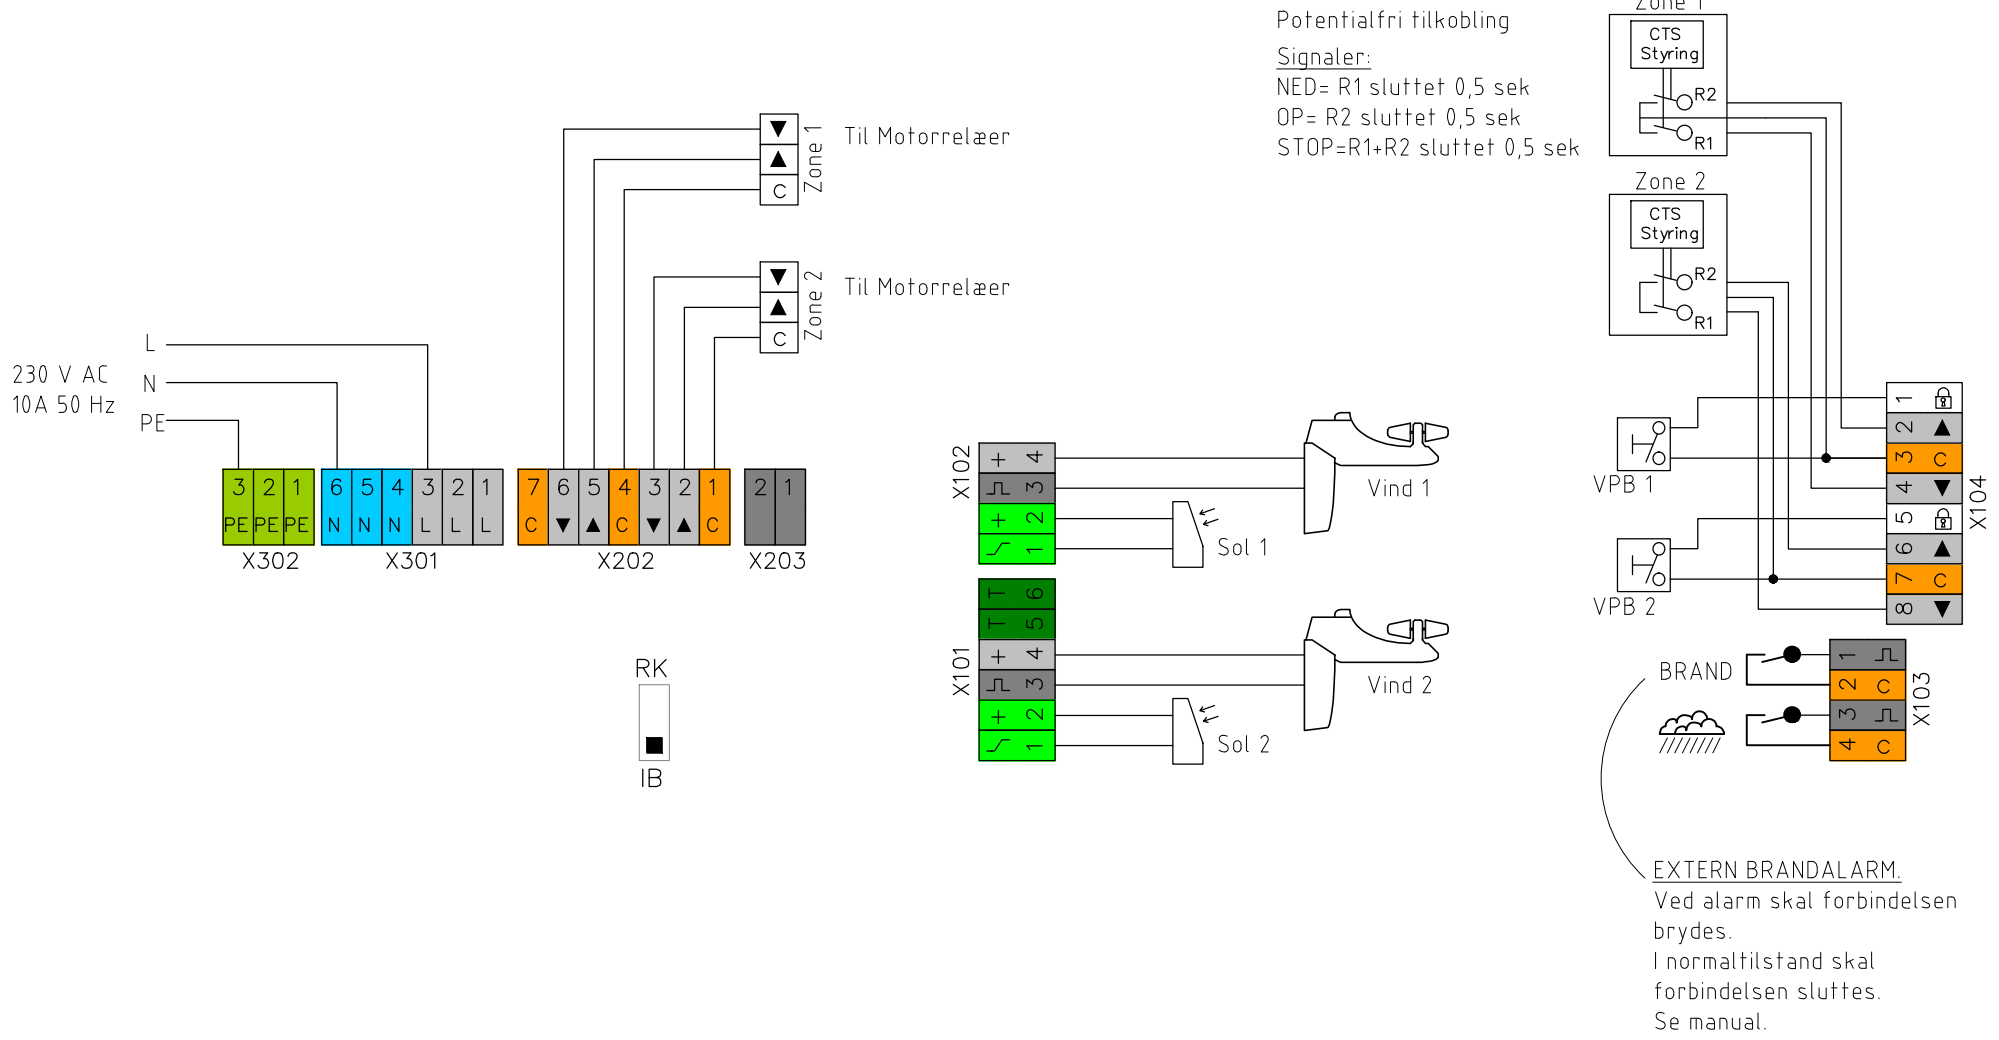 Potentialfri tilkobling
Signaler:
NED= R1 sluttet 0,5 sek
OP= R2 sluttet 0,5 sek
STOP=R1+R2 sluttet 0,5 sek
Zone 1
CTS
Styring
R2
R1
Zone 2
CTS
Styring
R2
R1
C
Zone 1
Til Motorrelæer
C
Zone 2
Til Motorrelæer
230 V AC
10A 50 Hz
L
N
PE
3 2 1
PE PE PE
X302
6 5 4 3 2 1
N N N L L L
X301
7 6 5 4 3 2 1
C ▼ ▲ C ▼ ▲ C
X202
2 1
X203
RK
IB
X102
+ 4
3
+ 2
1
Vind 1
Sol 1
X101
T 6
T 5
+ 4
3
+ 2
1
Vind 2
Sol 2
VPB 1
VPB 2
1
2 ▲
3 C
4 ▼
5
6 ▲
7 C
8 ▼
X104
BRAND
1
2 C
3
4 C
X103
EXTERN BRANDALARM.
Ved alarm skal forbindelsen
brydes.
I normaltilstand skal
forbindelsen sluttes.
Se manual.